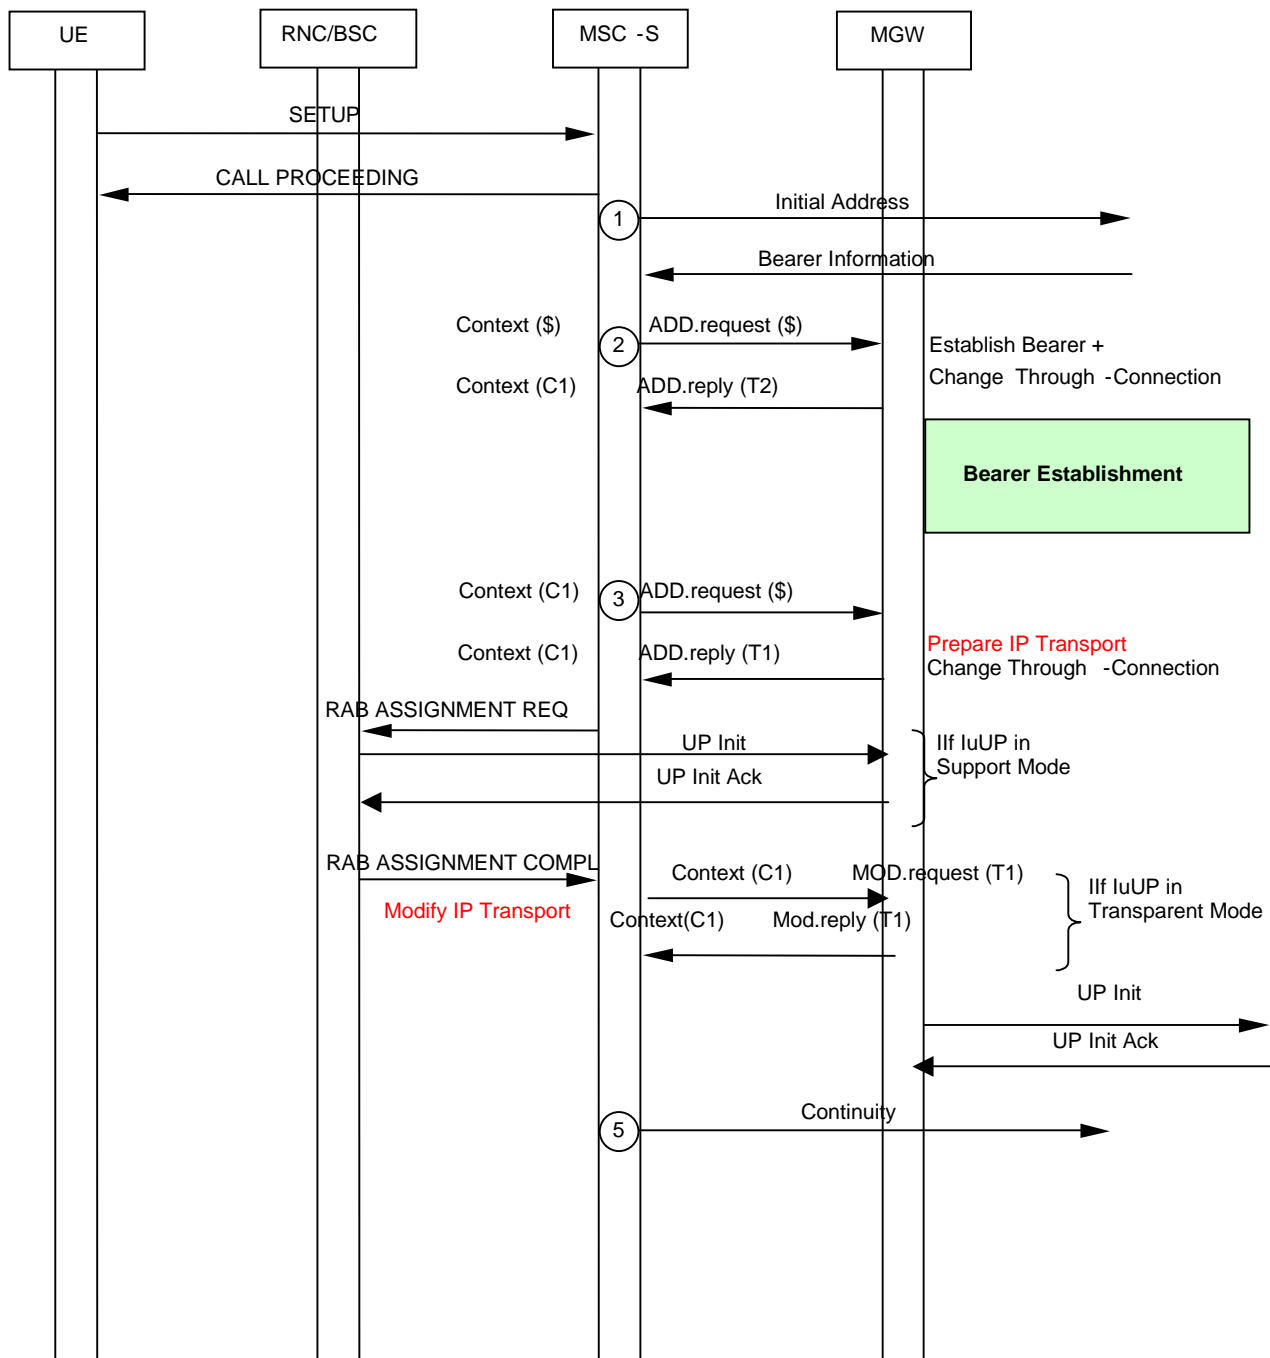 UE
RNC/BSC
MSC -S
MGW
SETUP
CALL PROCEEDING
1
Initial Address
Bearer Information
Context ($)
2
ADD.request ($)
Establish Bearer +
Change Through -Connection
Context (C1)
ADD.reply (T2)
Bearer Establishment
Context (C1)
3
ADD.request ($)
Prepare IP Transport
Context (C1)
ADD.reply (T1)
Change Through -Connection
RAB ASSIGNMENT REQ
UP Init
IIf IuUP in
Support Mode
UP Init Ack
RAB ASSIGNMENT COMPL
Context (C1)
MOD.request (T1)
IIf IuUP in
Transparent Mode
Modify IP Transport
Context(C1)
Mod.reply (T1)
UP Init
UP Init Ack
Continuity
5